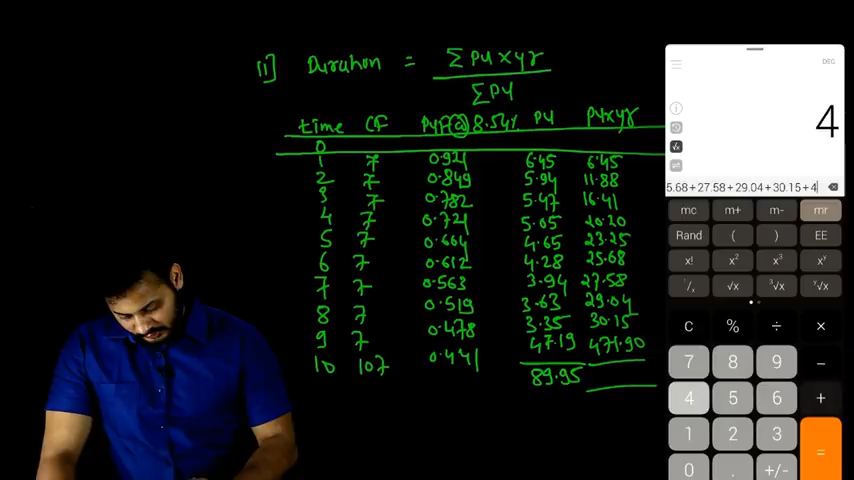 11] Duration = ΣPV x yr
ΣPV
time CF PVF@8.54% PV PVxyr
0
1 7 0.921 6.45 6.45
2 7 0.849 5.94 11.88
3 7 0.782 5.47 16.41
4 7 0.721 5.05 20.20
5 7 0.664 4.65 23.25
6 7 0.612 4.28 25.68
7 7 0.563 3.94 27.58
8 7 0.519 3.63 29.04
9 7 0.478 3.35 30.15
10 107 0.441 47.19 471.90
89.95
DEC
4
5.68+27.58+29.04+30.15+4
mc m+ m- mr
Rand ( ) EE
x! x² x³ xʸ
¹/x √x ³√x ʸ√x
C % ÷ ×
7 8 9 −
4 5 6 +
1 2 3 =
0 . +/-